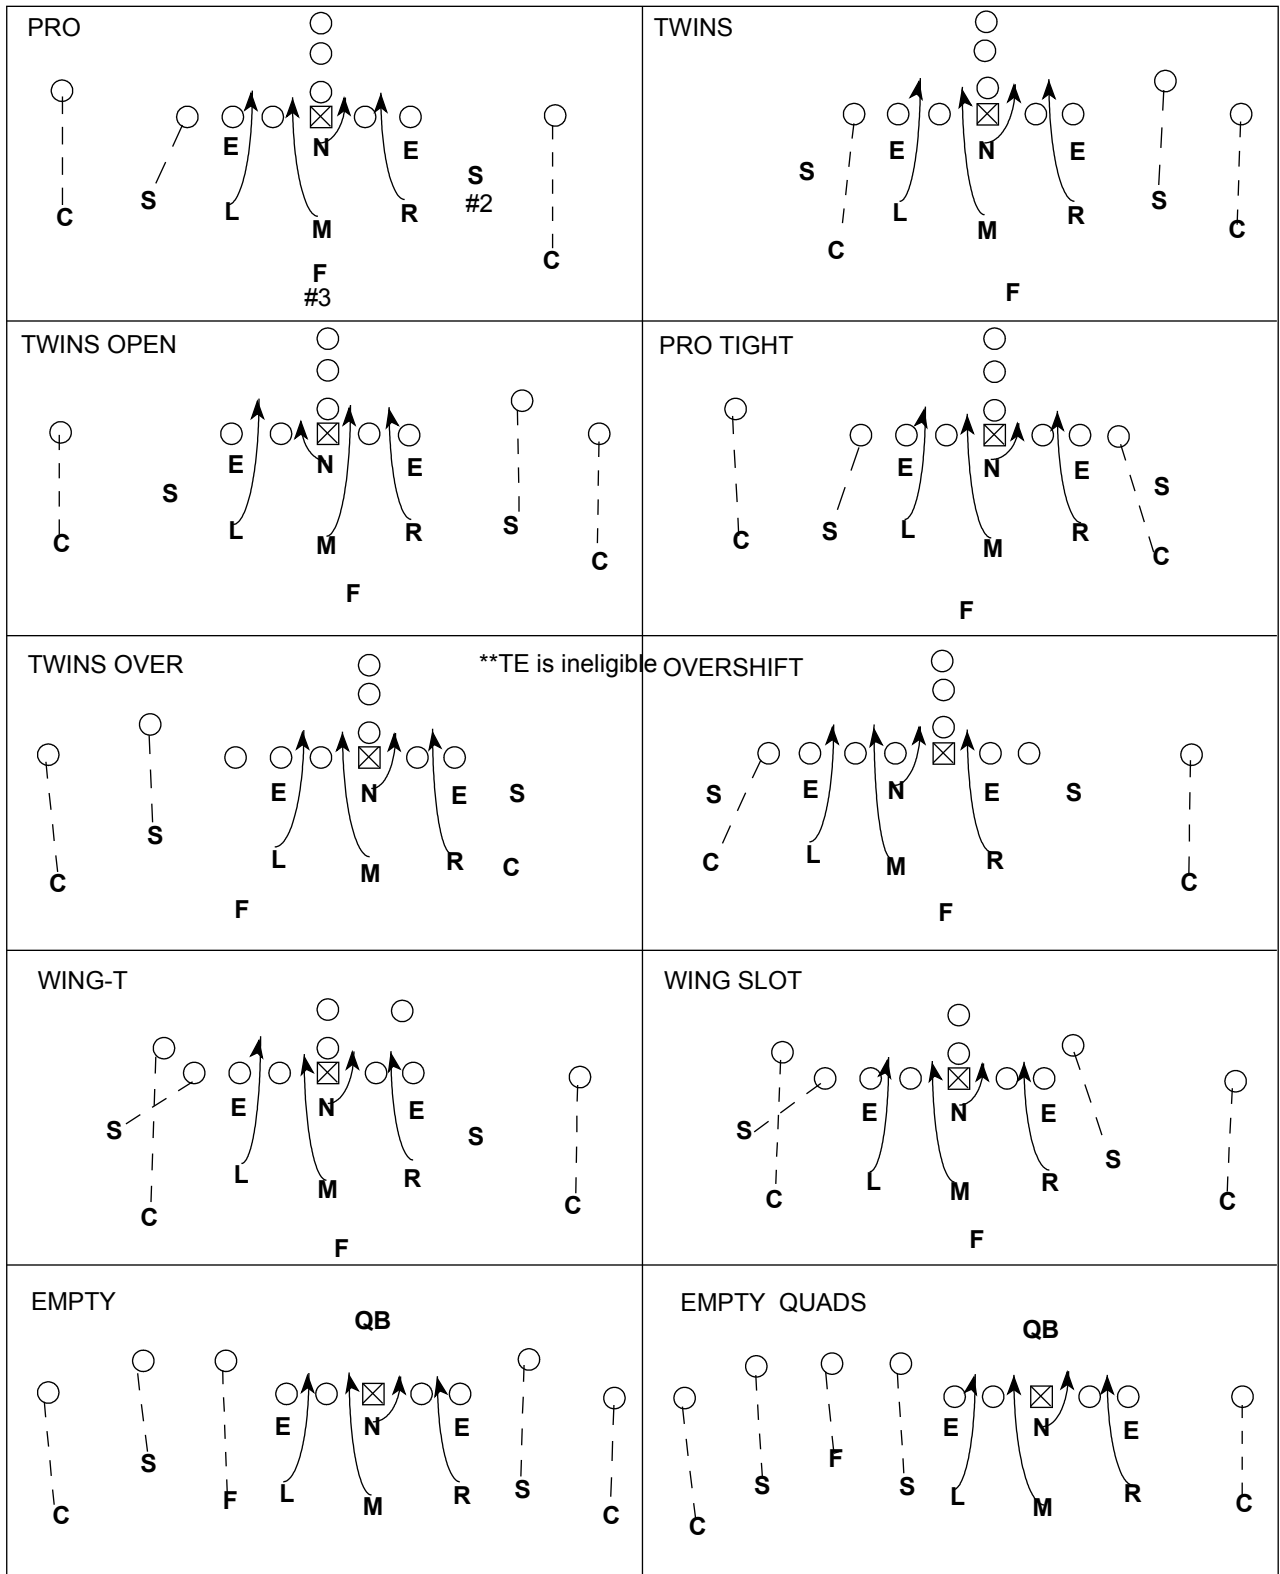 PRO
E N E
S
S #2
C L R
M
C
F
#3
TWINS
E N E
S
S
L R
C
M
C
F
TWINS OPEN
E N E
S
L R S
C M
C
F
PRO TIGHT
E N E
S
S L R
C M
C
F
TWINS OVER
**TE is ineligible
E N E S
S
L R C
C M
F
OVERSHIFT
S E N E S
L R
C M
C
F
WING-T
E N E
S S
L R
M
C C
F
WING SLOT
E N E
S
S
L R
C M C
F
EMPTY
QB
E N E
S
L R S
F M
C C
EMPTY QUADS
QB
E N E
F
S S
L R
M C
C